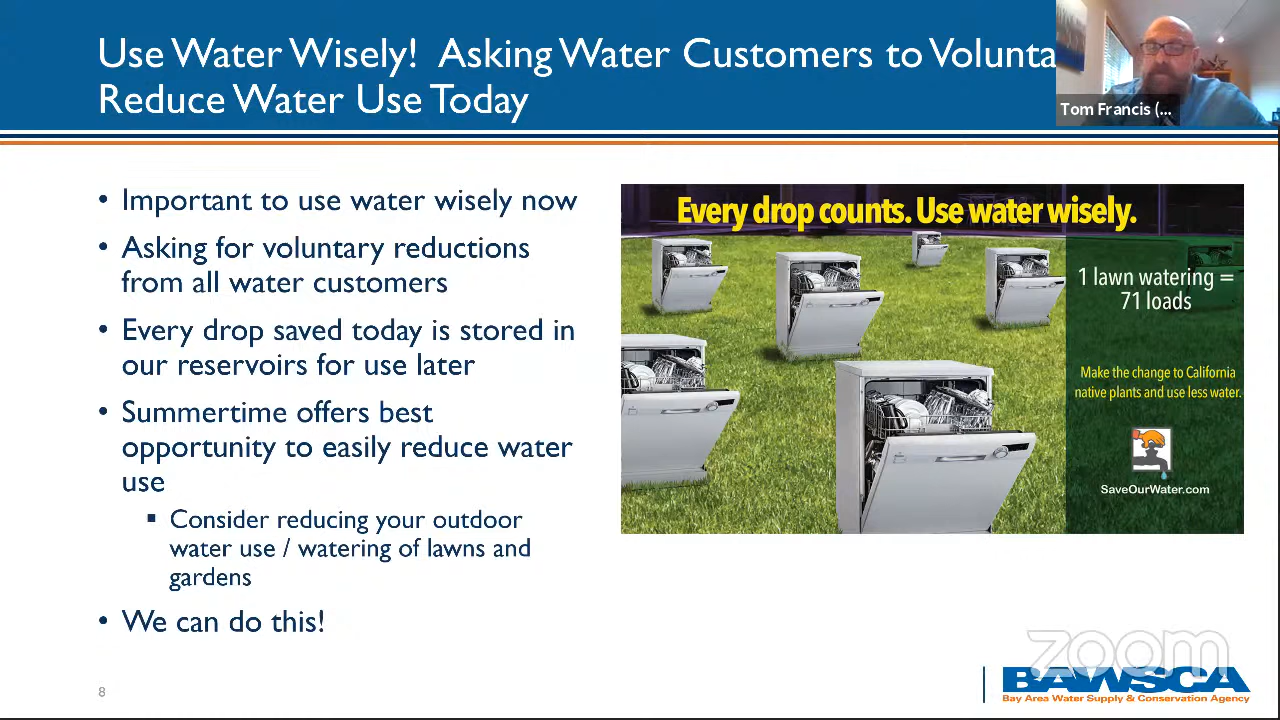 Use Water Wisely! Asking Water Customers to Volunta
Reduce Water Use Today
Tom Francis (...
• Important to use water wisely now
• Asking for voluntary reductions
from all water customers
• Every drop saved today is stored in
our reservoirs for use later
• Summertime offers best
opportunity to easily reduce water
use
▪ Consider reducing your outdoor
water use / watering of lawns and
gardens
• We can do this!
Every drop counts. Use water wisely.
1 lawn watering =
71 loads
Make the change to California
native plants and use less water.
SaveOurWater.com
zoom
BAWSCA
Bay Area Water Supply & Conservation Agency
8